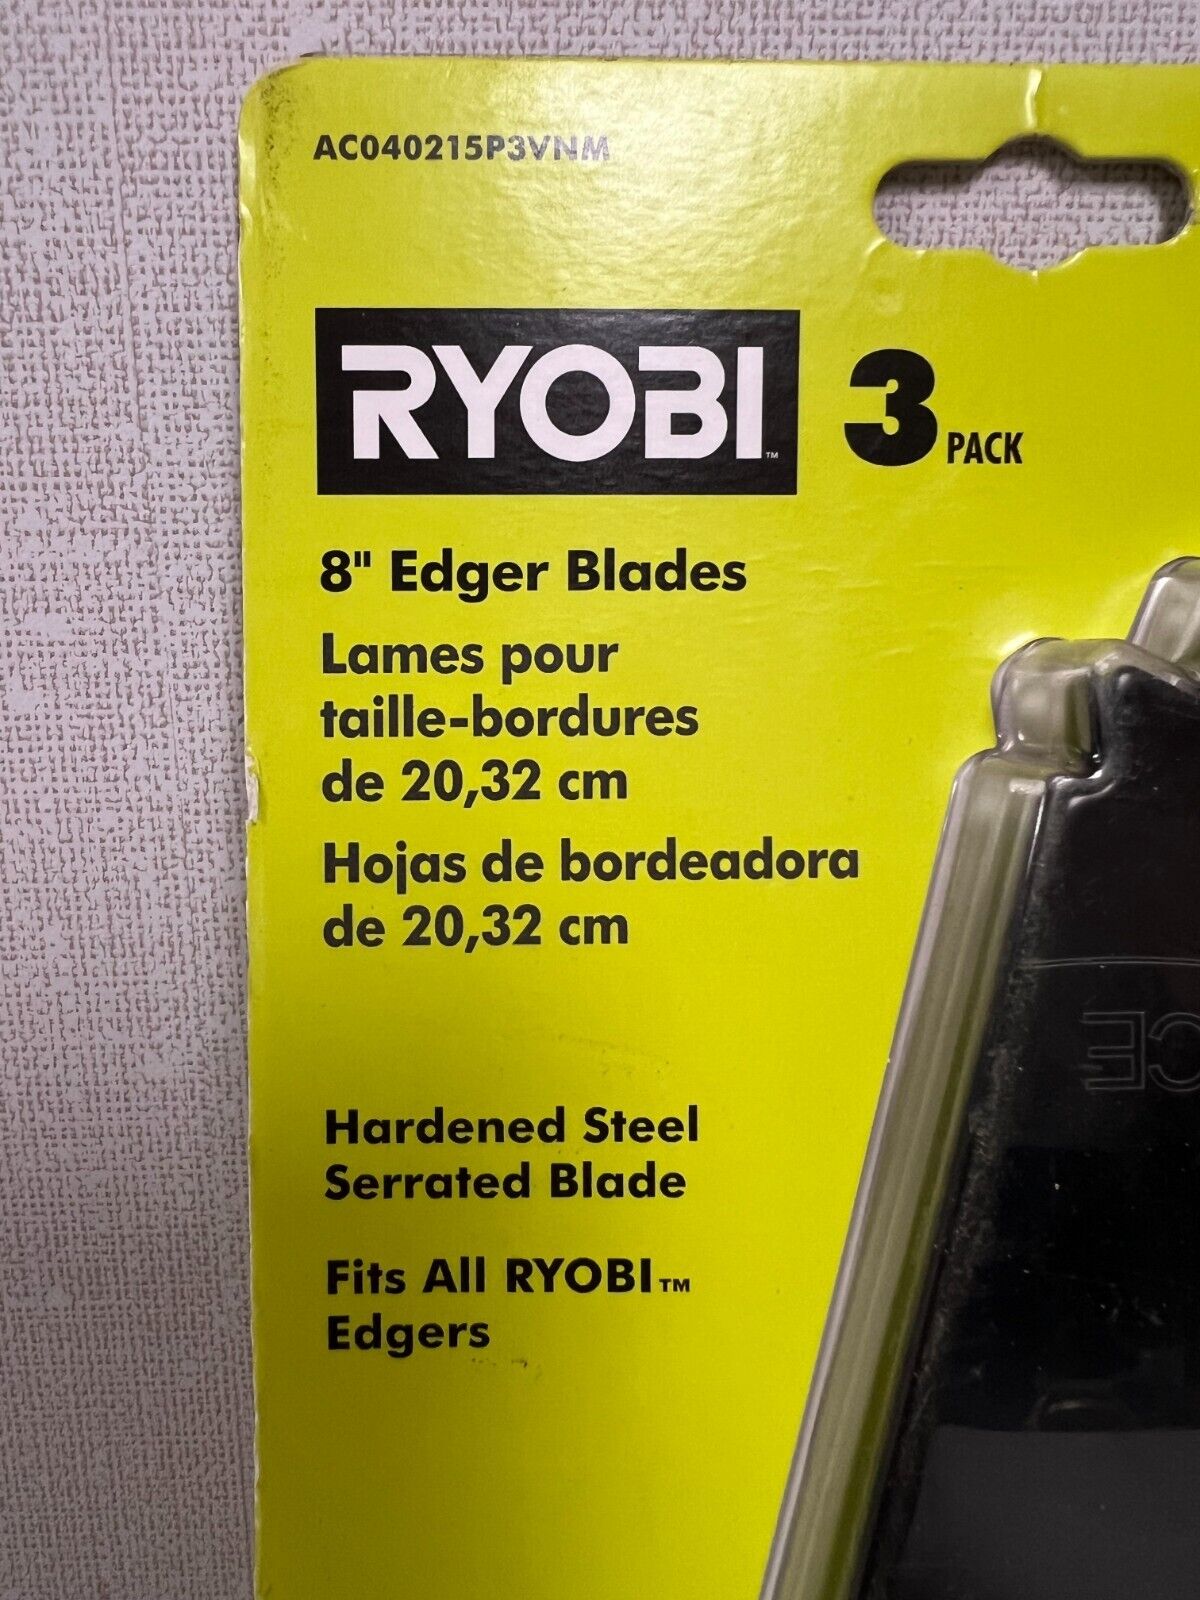 AC040215P3VNM
RYOBI™
3 PACK
8" Edger Blades
Lames pour
taille-bordures
de 20,32 cm
Hojas de bordeadora
de 20,32 cm
Hardened Steel
Serrated Blade
Fits All RYOBI™
Edgers